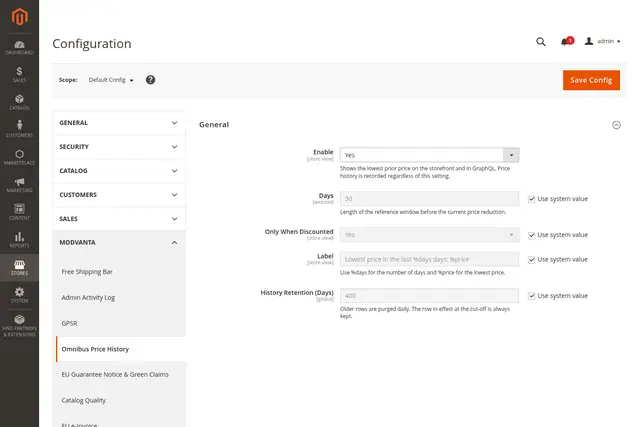 Configuration
1
admin
Scope:
Default Config
?
Save Config
DASHBOARD
SALES
CATALOG
CUSTOMERS
MARKETPLACE
MARKETING
CONTENT
REPORTS
STORES
SYSTEM
FIND PARTNERS
& EXTENSIONS
GENERAL
SECURITY
CATALOG
CUSTOMERS
SALES
MODVANTA
Free Shipping Bar
Admin Activity Log
GPSR
Omnibus Price History
EU Guarantee Notice & Green Claims
Catalog Quality
EU e-Invoice
General
Enable
[store view]
Yes
Shows the lowest prior price on the storefront and in GraphQL. Price
history is recorded regardless of this setting.
Days
[website]
30
Use system value
Length of the reference window before the current price reduction.
Only When Discounted
[store view]
Yes
Use system value
Label
[store view]
Lowest price in the last %days days: %price
Use system value
Use %days for the number of days and %price for the lowest price.
History Retention (Days)
[global]
400
Use system value
Older rows are purged daily. The row in effect at the cut-off is always
kept.